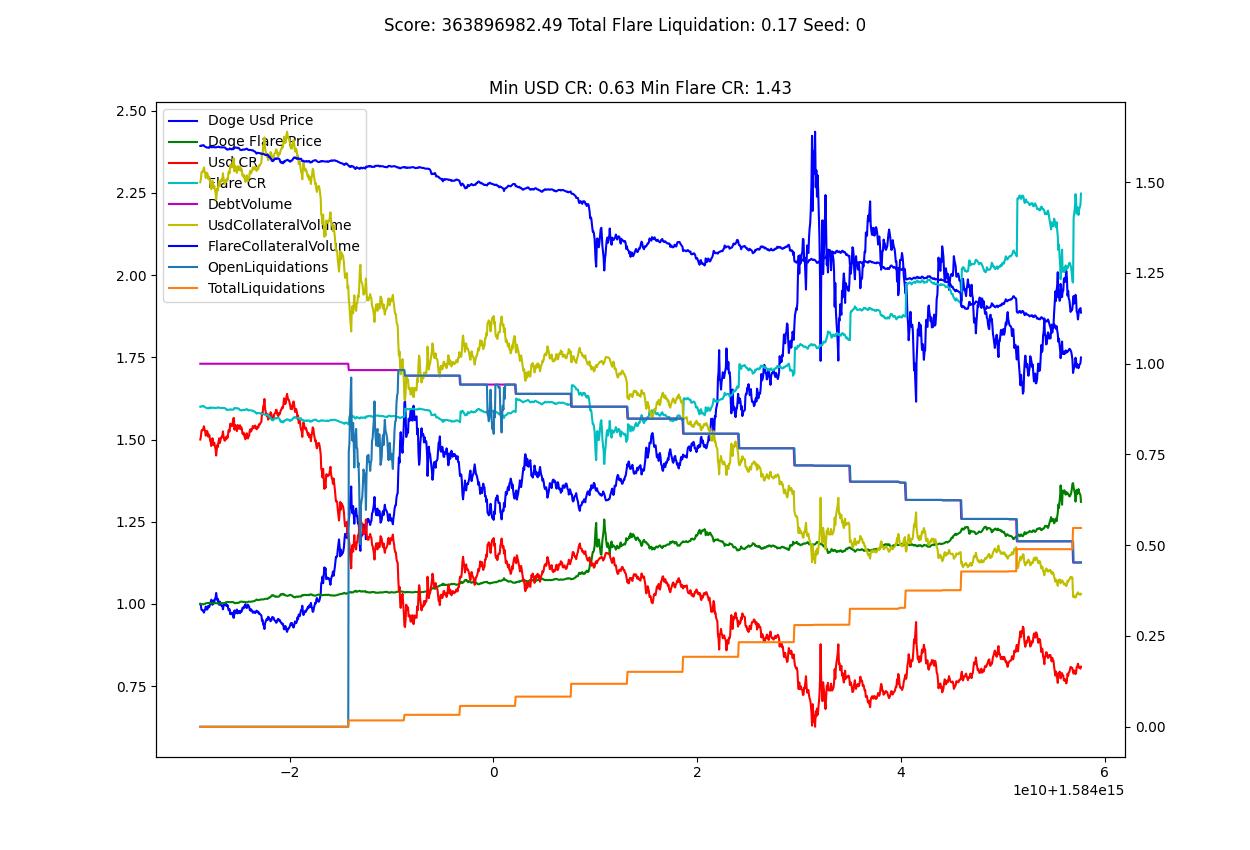 Score: 363896982.49 Total Flare Liquidation: 0.17 Seed: 0
Min USD CR: 0.63 Min Flare CR: 1.43
Doge Usd Price
Doge Flare Price
Usd CR
Flare CR
DebtVolume
UsdCollateralVolume
FlareCollateralVolume
OpenLiquidations
TotalLiquidations
2.50
2.25
2.00
1.75
1.50
1.25
1.00
0.75
1.50
1.25
1.00
0.75
0.50
0.25
0.00
−2
0
2
4
6
1e10+1.584e15